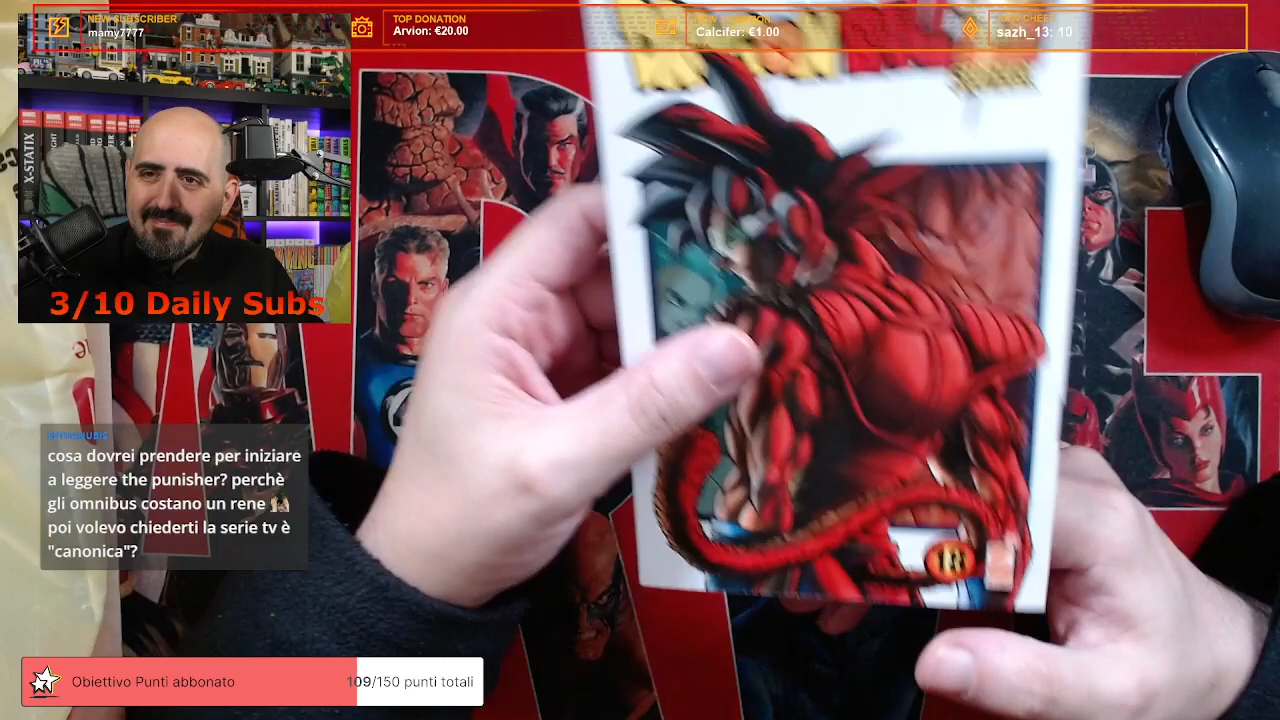 NEW SUBSCRIBER
mamy7777
TOP DONATION
Arvion: €20.00
Calcifer: €1.00
sazh_13: 10
X-STATIX
3/10 Daily Subs
cosa dovrei prendere per iniziare
a leggere the punisher? perchè
gli omnibus costano un rene
poi volevo chiederti la serie tv è
"canonica"?
Obiettivo Punti abbonato
109/150 punti totali